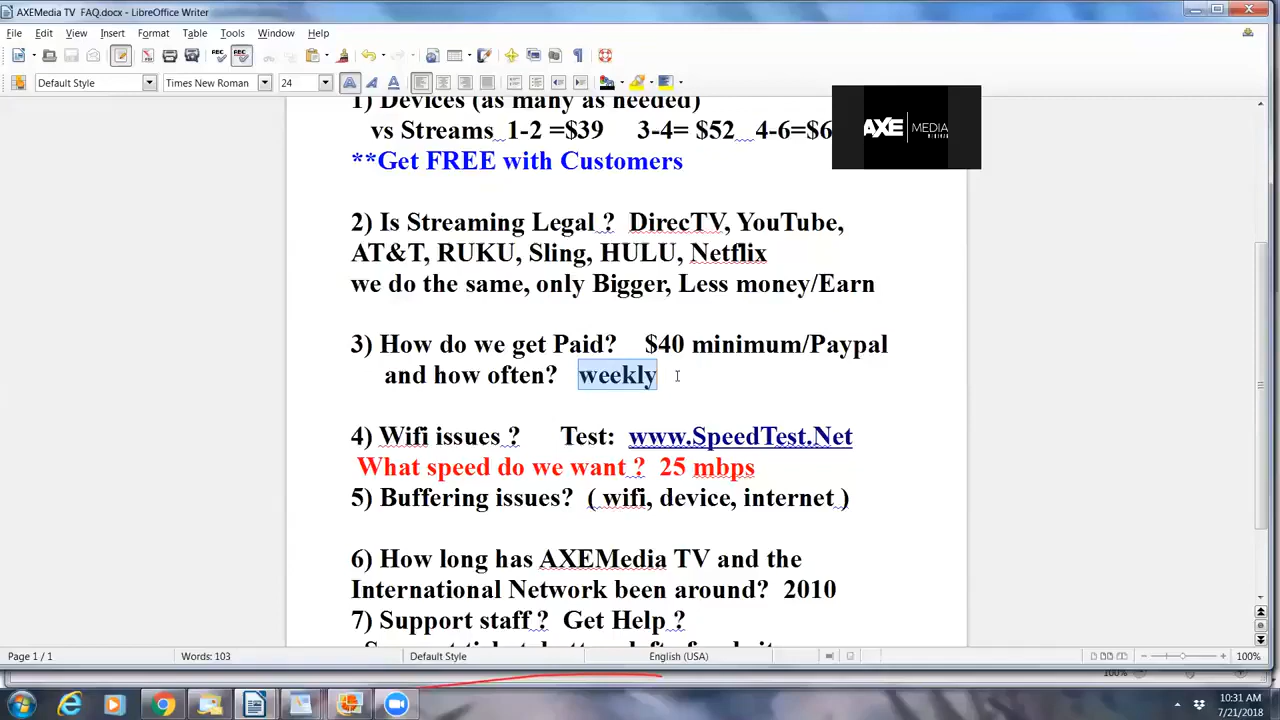 AXEMedia TV FAQ.docx - LibreOffice Writer
File Edit View Insert Format Table Tools Window Help
Default Style Times New Roman 24
1) Devices (as many as needed)
vs Streams 1-2 =$39 3-4= $52 4-6=$6
AXE MEDIA
**Get FREE with Customers
2) Is Streaming Legal ? DirecTV, YouTube,
AT&T, RUKU, Sling, HULU, Netflix
we do the same, only Bigger, Less money/Earn
3) How do we get Paid? $40 minimum/Paypal
and how often? weekly
4) Wifi issues ? Test: www.SpeedTest.Net
What speed do we want ? 25 mbps
5) Buffering issues? ( wifi, device, internet )
6) How long has AXEMedia TV and the
International Network been around? 2010
7) Support staff ? Get Help ?
Page 1 / 1 Words: 103 Default Style English (USA) 100%
100%
10:31 AM
7/21/2018